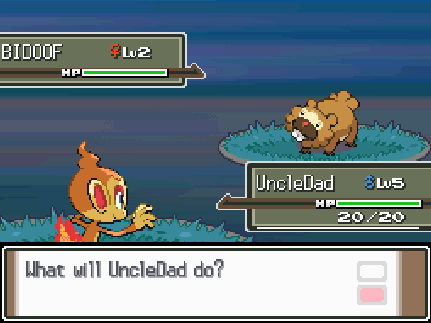 BIDOOF ♀Lv2
HP
UncleDad ♂Lv5
HP
20/20
What will UncleDad do?